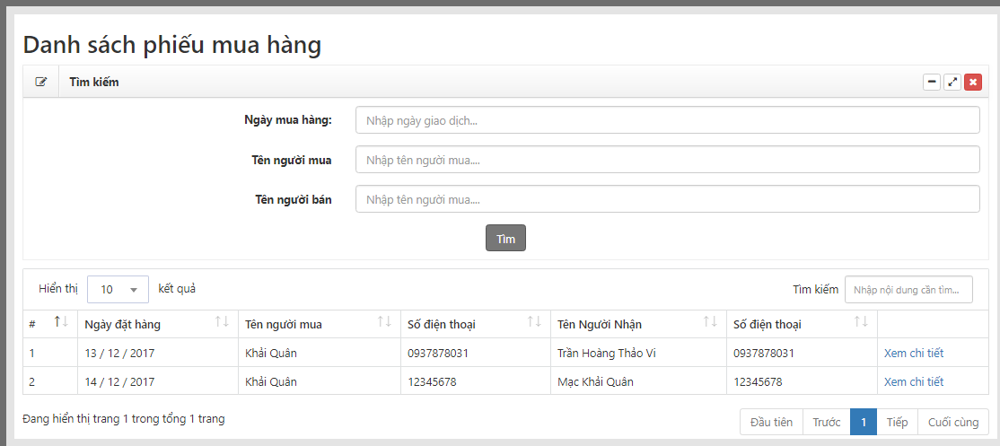 Danh sách phiếu mua hàng
Tìm kiếm
Ngày mua hàng: Nhập ngày giao dịch...
Tên người mua Nhập tên người mua....
Tên người bán Nhập tên người mua....
Tìm
Hiển thị 10 kết quả Tìm kiếm Nhập nội dung cần tìm...
# Ngày đặt hàng Tên người mua Số điện thoại Tên Người Nhận Số điện thoại
1 13 / 12 / 2017 Khải Quân 0937878031 Trần Hoàng Thảo Vi 0937878031 Xem chi tiết
2 14 / 12 / 2017 Khải Quân 12345678 Mạc Khải Quân 12345678 Xem chi tiết
Đang hiển thị trang 1 trong tổng 1 trang Đầu tiên Trước 1 Tiếp Cuối cùng